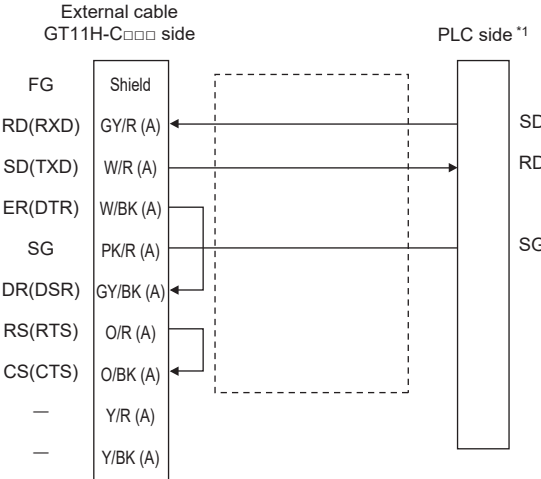 External cable
GT11H-C□□□ side
PLC side *1
FG Shield
RD(RXD) GY/R (A) SD
SD(TXD) W/R (A) RD
ER(DTR) W/BK (A)
SG PK/R (A) SG
DR(DSR) GY/BK (A)
RS(RTS) O/R (A)
CS(CTS) O/BK (A)
— Y/R (A)
— Y/BK (A)